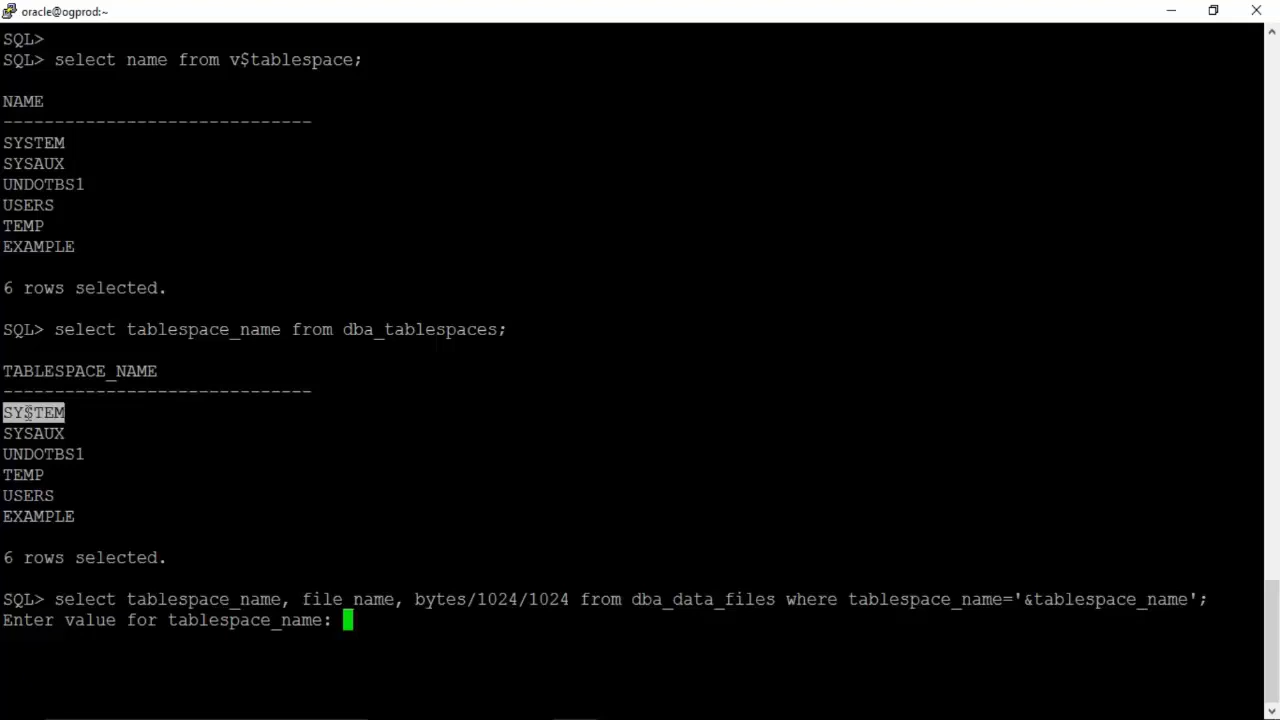 oracle@ogprod:~
SQL>
SQL> select name from v$tablespace;
NAME
------------------------------
SYSTEM
SYSAUX
UNDOTBS1
USERS
TEMP
EXAMPLE
6 rows selected.
SQL> select tablespace_name from dba_tablespaces;
TABLESPACE_NAME
------------------------------
SYSTEM
SYSAUX
UNDOTBS1
TEMP
USERS
EXAMPLE
6 rows selected.
SQL> select tablespace_name, file_name, bytes/1024/1024 from dba_data_files where tablespace_name='&tablespace_name';
Enter value for tablespace_name: